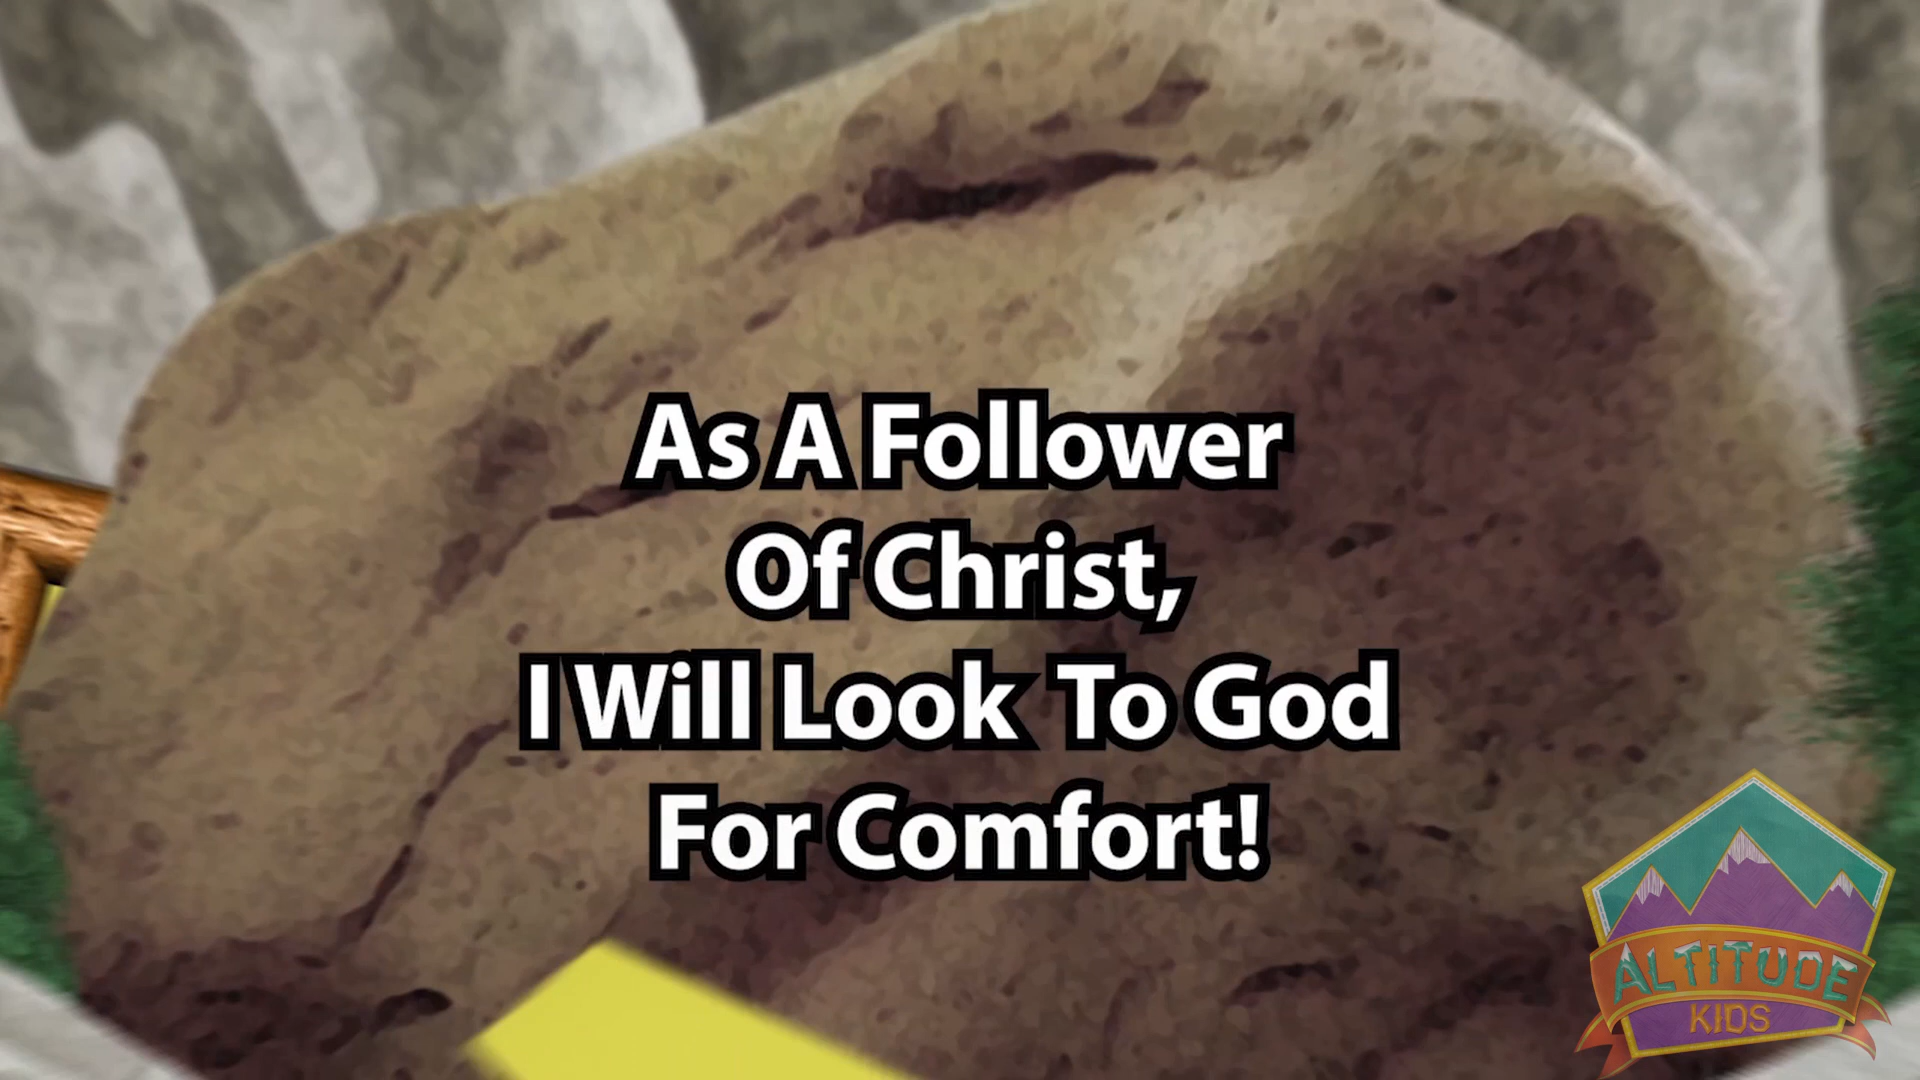 As A Follower
Of Christ,
I Will Look To God
For Comfort!
ALTITUDE
KIDS